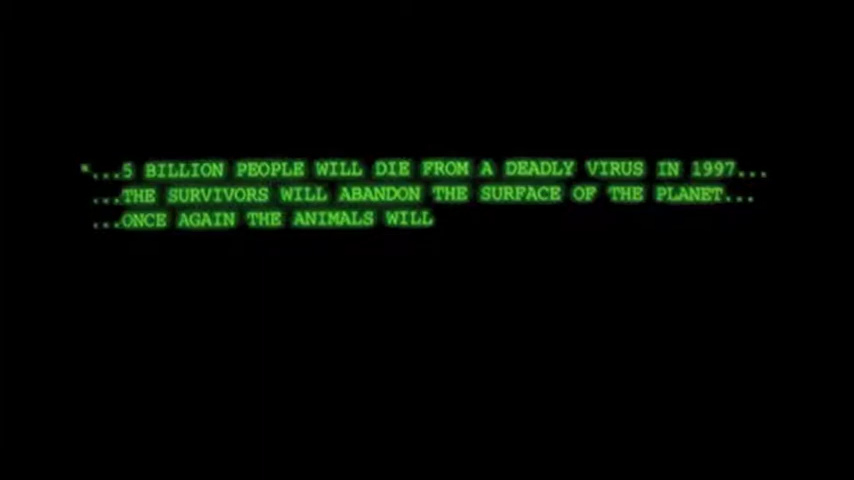 "...5 BILLION PEOPLE WILL DIE FROM A DEADLY VIRUS IN 1997...
...THE SURVIVORS WILL ABANDON THE SURFACE OF THE PLANET...
...ONCE AGAIN THE ANIMALS WILL